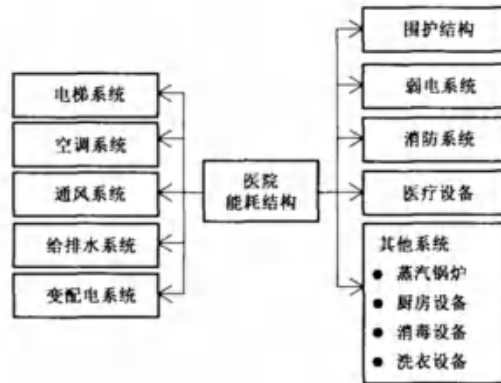 电梯系统
空调系统
通风系统
给排水系统
变配电系统
医院
能耗结构
围护结构
弱电系统
消防系统
医疗设备
其他系统
● 蒸汽锅炉
● 厨房设备
● 消毒设备
● 洗衣设备